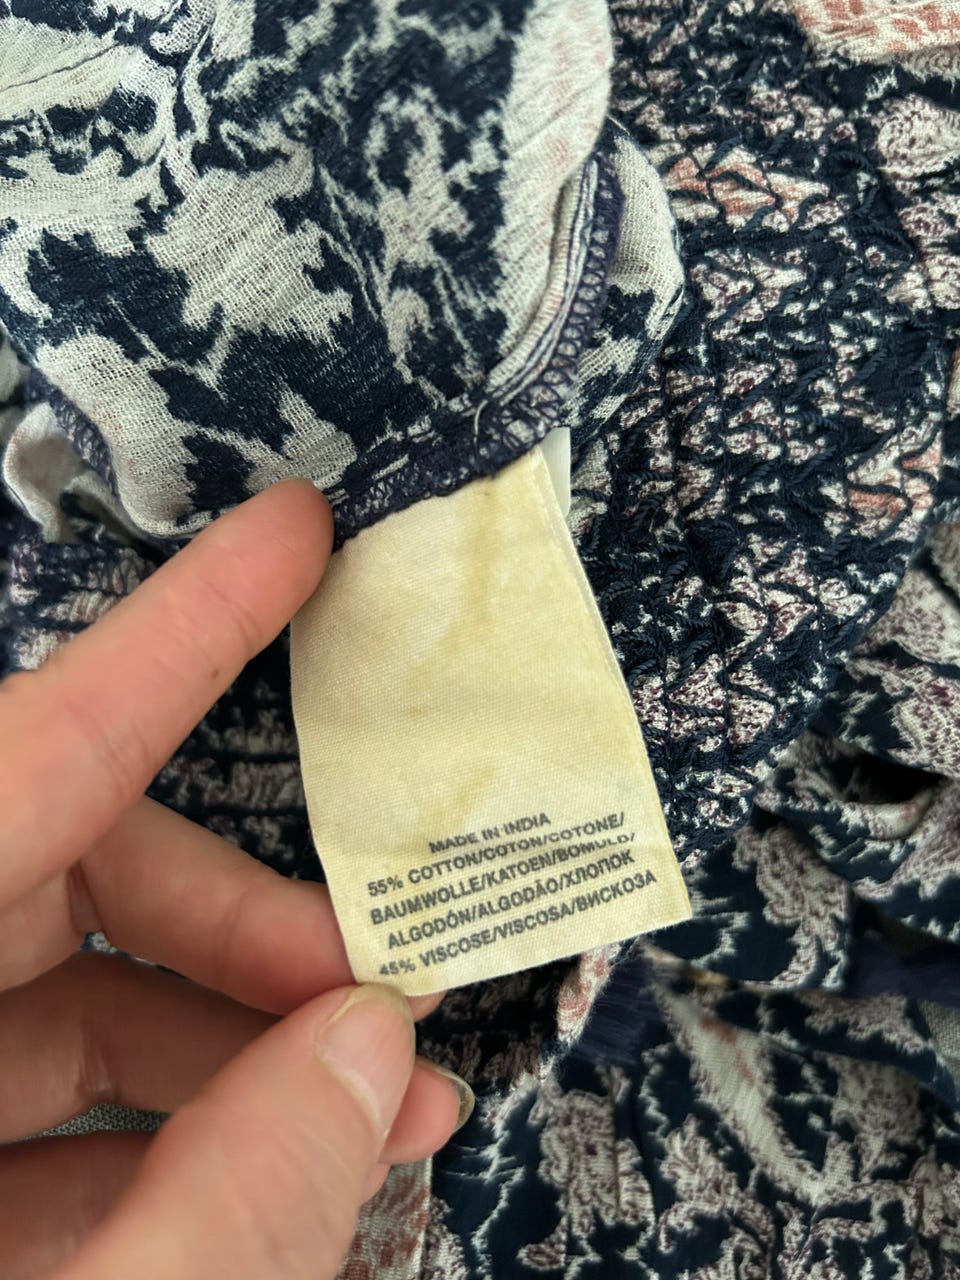 MADE IN INDIA
55% COTTON/COTON/COTONE/
BAUMWOLLE/KATOEN/BOMULD/
ALGODÓN/ALGODÃO/ХЛОПОК
45% VISCOSE/VISCOSA/ВИСКОЗА